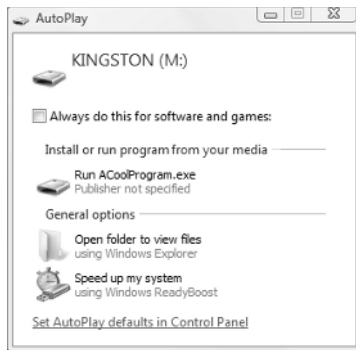 AutoPlay
KINGSTON (M:)
Always do this for software and games:
Install or run program from your media
Run ACoolProgram.exe
Publisher not specified
General options
Open folder to view files
using Windows Explorer
Speed up my system
using Windows ReadyBoost
Set AutoPlay defaults in Control Panel